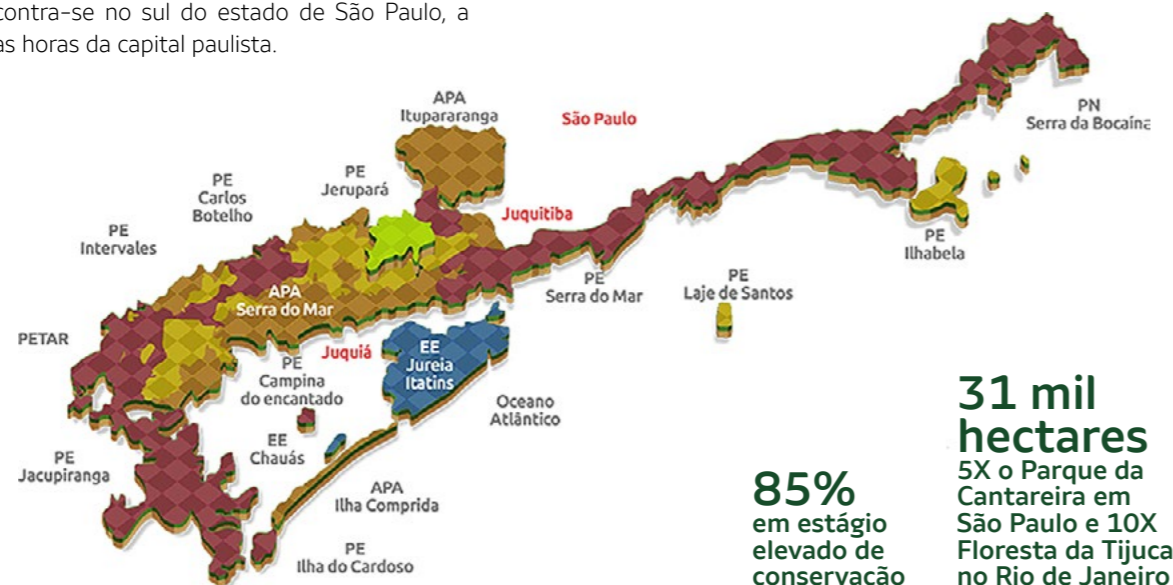 contra-se no sul do estado de São Paulo, a
as horas da capital paulista.
APA
Itupararanga
São Paulo
PN
Serra da Bocaina
PE
Jerupará
PE
Carlos
Botelho
Juquitiba
PE
Intervales
PE
Ilhabela
PE
Serra do Mar
PE
Laje de Santos
APA
Serra do Mar
PETAR
Juquiá
EE
Jureia
Itatins
PE
Campina
do encantado
Oceano
Atlântico
EE
Chauás
PE
Jacupiranga
APA
Ilha Comprida
PE
Ilha do Cardoso
85%
em estágio
elevado de
conservação
31 mil
hectares
5X o Parque da
Cantareira em
São Paulo e 10X
Floresta da Tijuca
no Rio de Janeiro